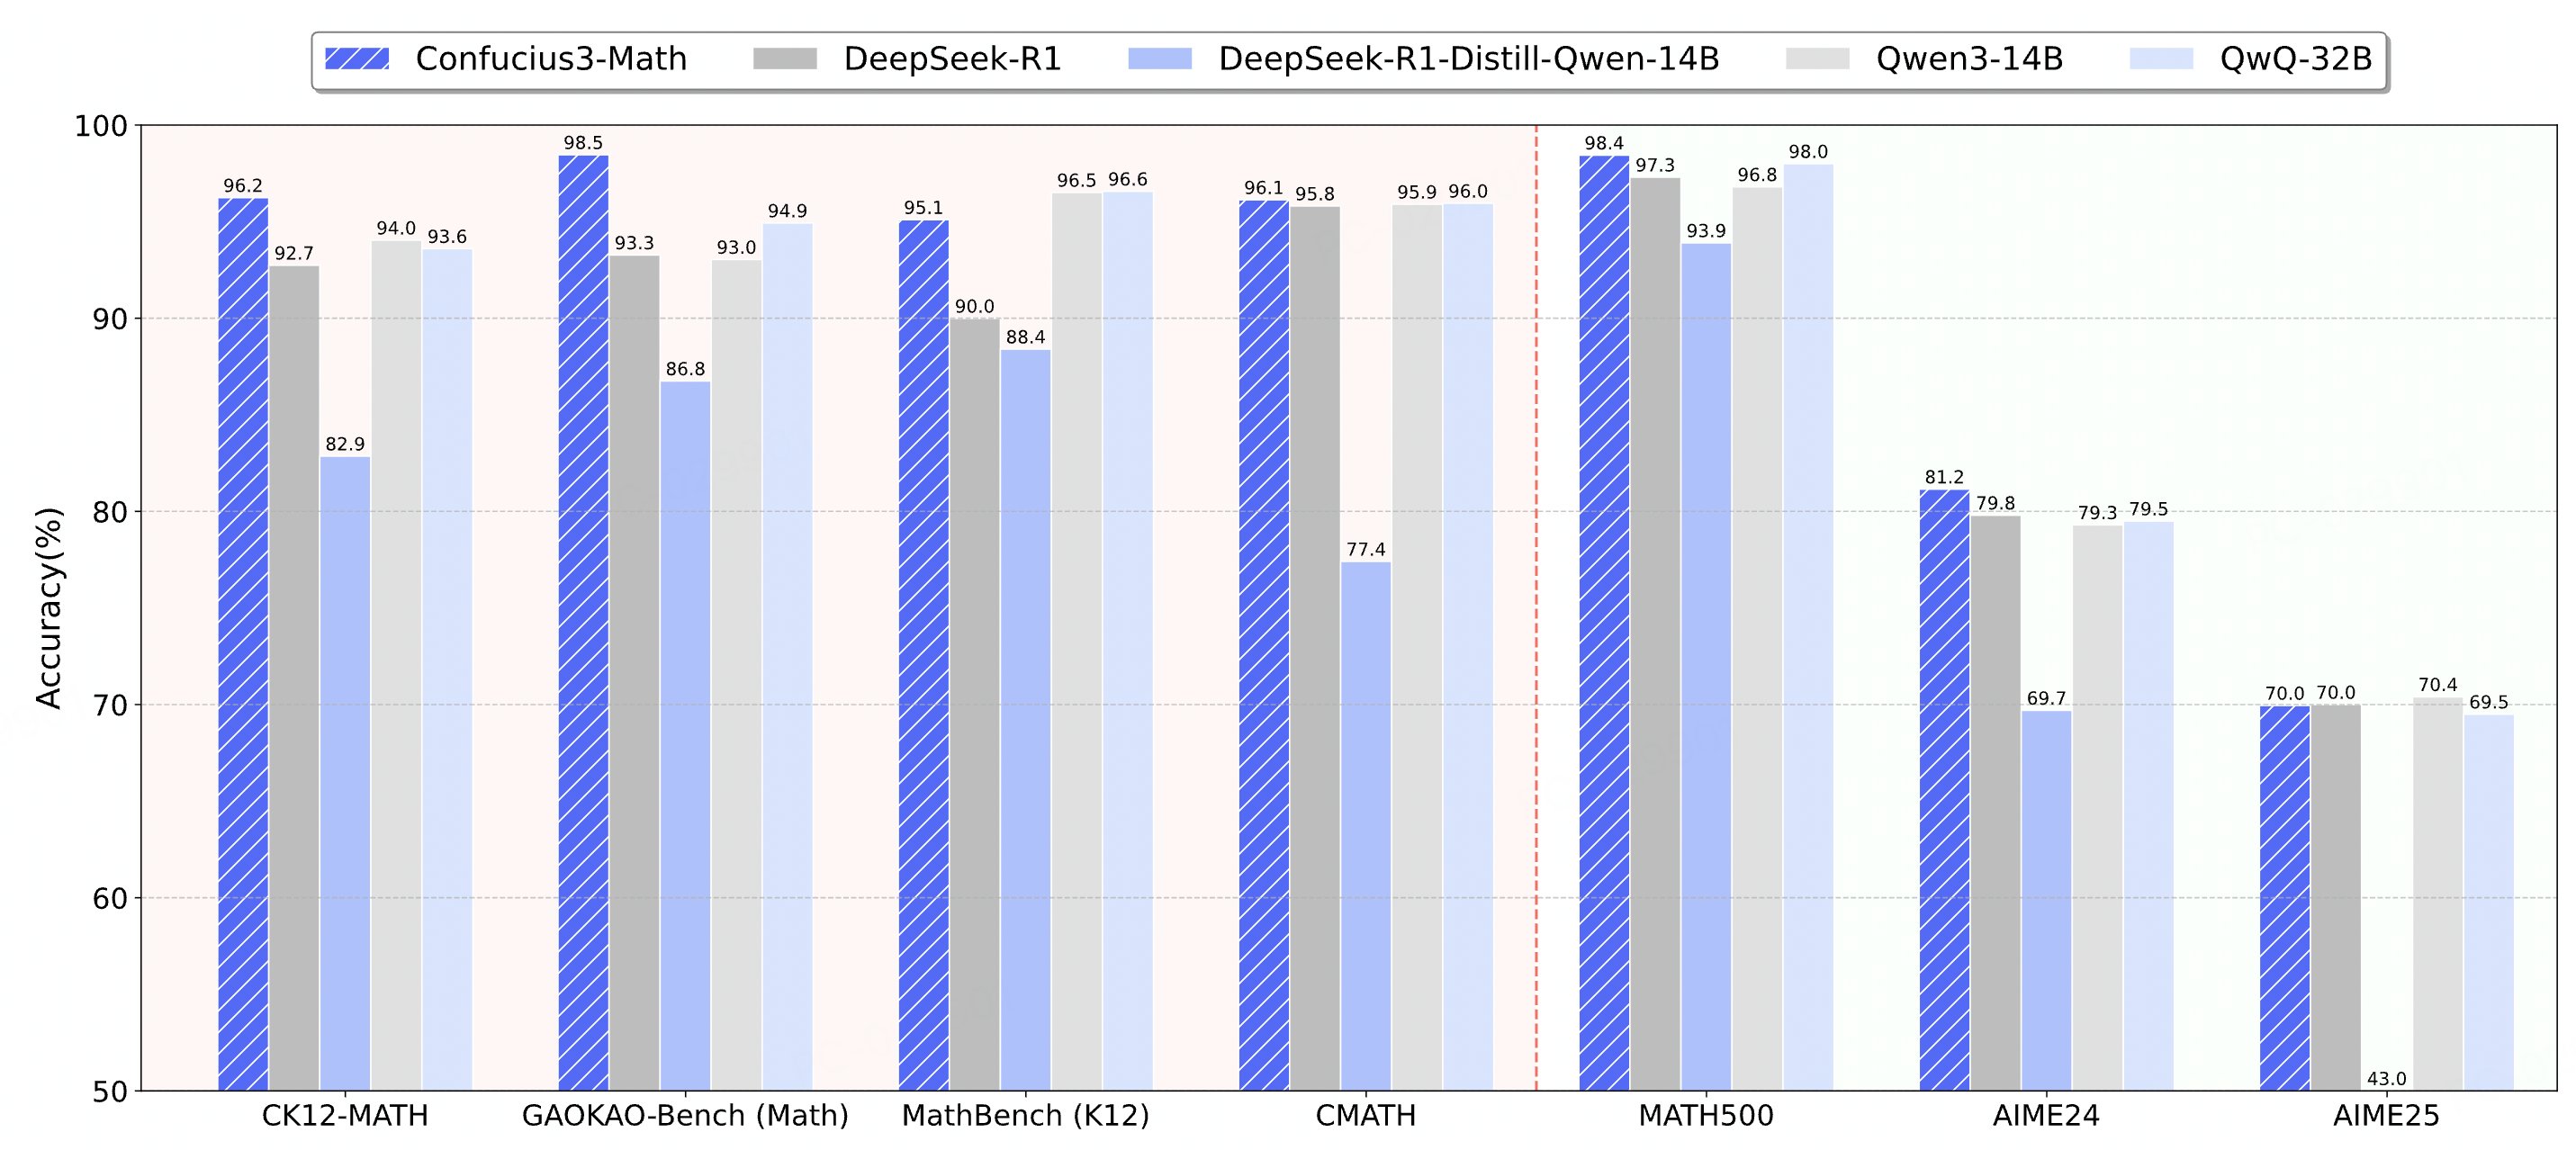 Confucius3-Math DeepSeek-R1 DeepSeek-R1-Distill-Qwen-14B Qwen3-14B QwQ-32B
Accuracy(%)
100
90
80
70
60
50
96.2 92.7 82.9 94.0 93.6
98.5 93.3 86.8 93.0 94.9
95.1 90.0 88.4 96.5 96.6
96.1 95.8 77.4 95.9 96.0
98.4 97.3 93.9 96.8 98.0
81.2 79.8 69.7 79.3 79.5
70.0 70.0 43.0 70.4 69.5
CK12-MATH GAOKAO-Bench (Math) MathBench (K12) CMATH MATH500 AIME24 AIME25